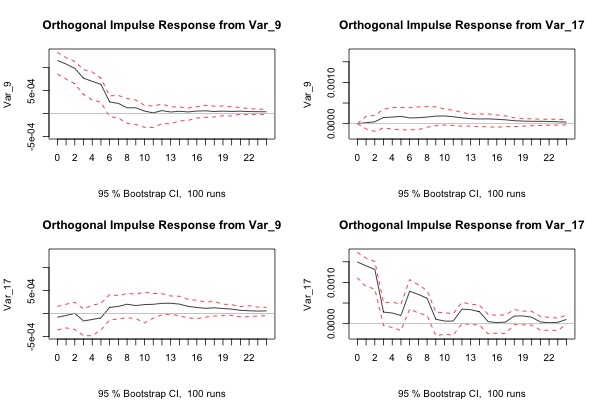 Orthogonal Impulse Response from Var_9
Var_9
-5e-04 5e-04
0 2 4 6 8 10 13 16 19 22
95 % Bootstrap CI, 100 runs
Orthogonal Impulse Response from Var_17
Var_9
0.0000 0.0010
0 2 4 6 8 10 13 16 19 22
95 % Bootstrap CI, 100 runs
Orthogonal Impulse Response from Var_9
Var_17
-5e-04 5e-04
0 2 4 6 8 10 13 16 19 22
95 % Bootstrap CI, 100 runs
Orthogonal Impulse Response from Var_17
Var_17
0.0000 0.0010
0 2 4 6 8 10 13 16 19 22
95 % Bootstrap CI, 100 runs